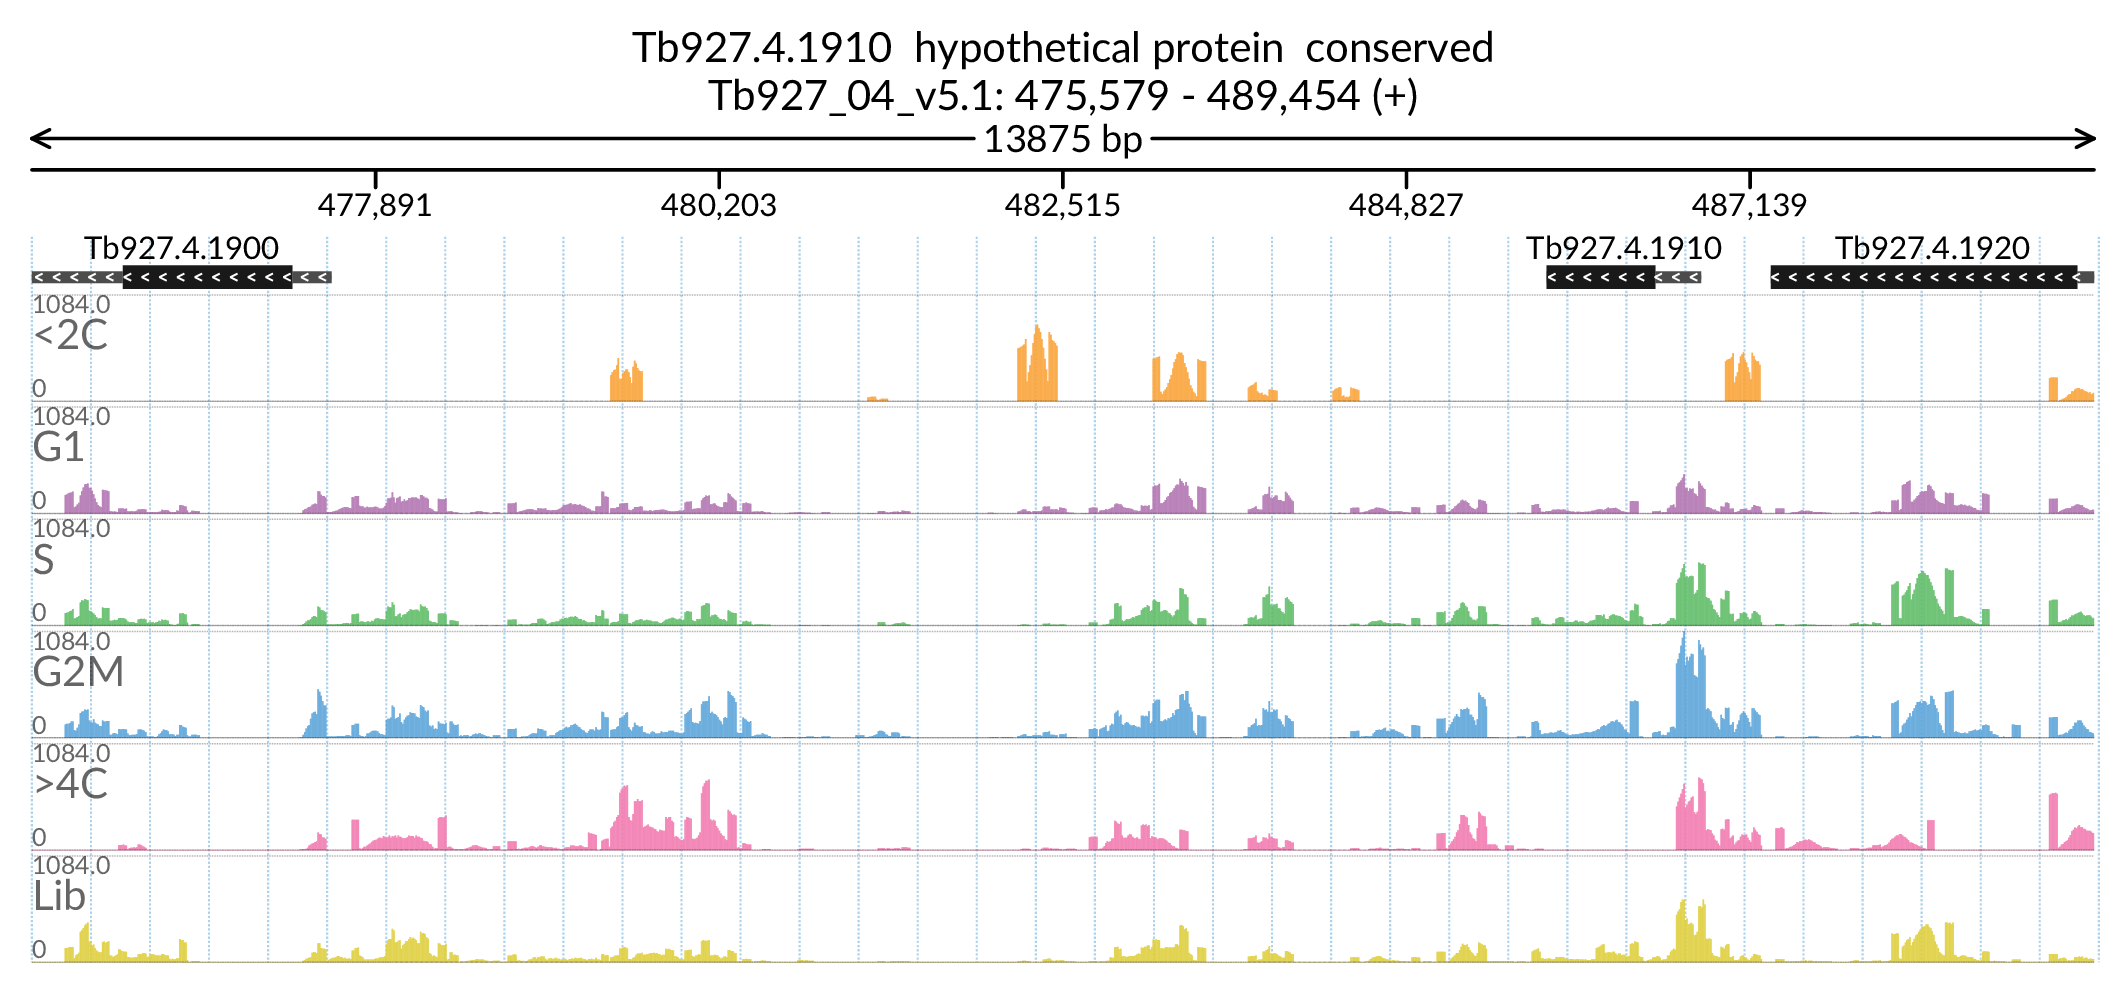 Tb927.4.1910  hypothetical protein  conserved
Tb927_04_v5.1: 475,579 - 489,454 (+)
13875 bp
477,891 480,203 482,515 484,827 487,139
Tb927.4.1900 Tb927.4.1910 Tb927.4.1920
1084.0
<2C
0
1084.0
G1
0
1084.0
S
0
1084.0
G2M
0
1084.0
>4C
0
1084.0
Lib
0